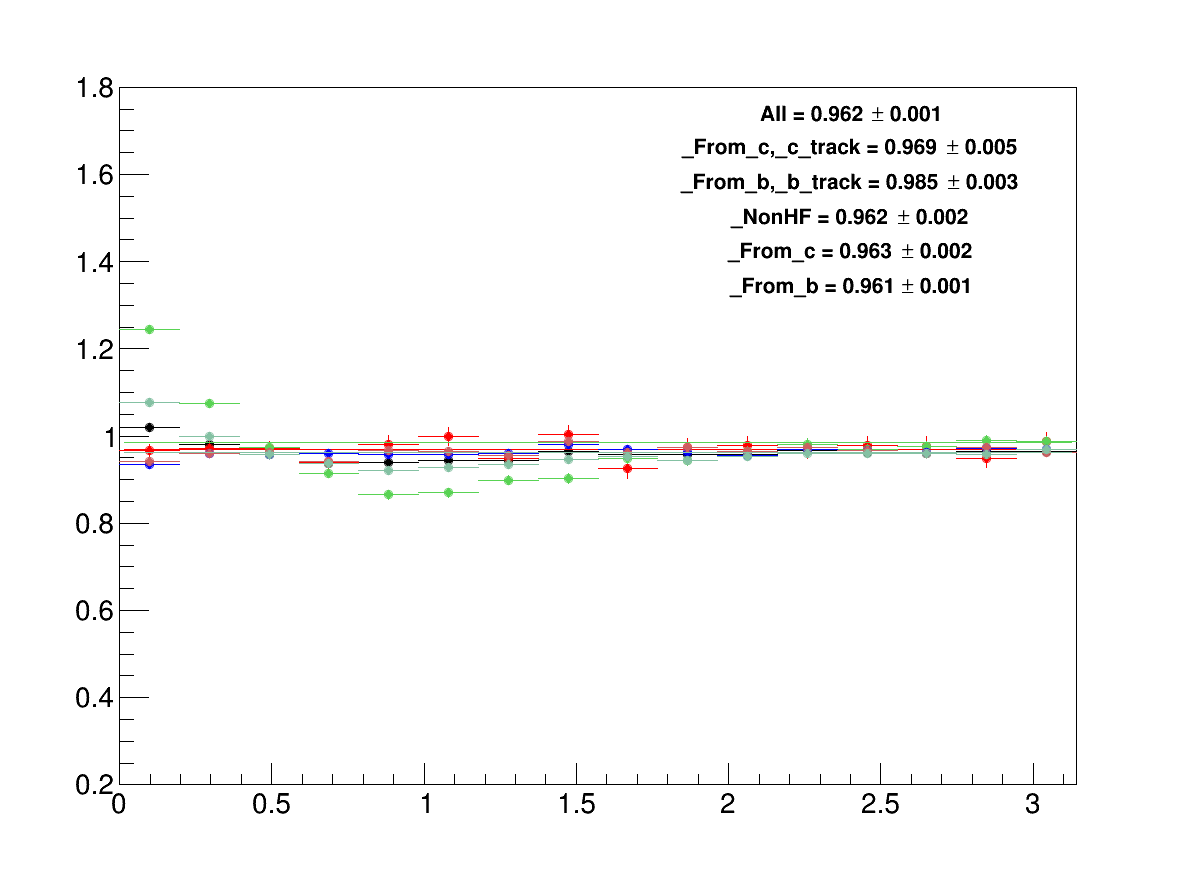 1.8
All = 0.962 ± 0.001
_From_c,_c_track = 0.969 ± 0.005
1.6
_From_b,_b_track = 0.985 ± 0.003
_NonHF = 0.962 ± 0.002
_From_c = 0.963 ± 0.002
1.4
_From_b = 0.961 ± 0.001
1.2
1
0.8
0.6
0.4
0.2
0 0.5 1 1.5 2 2.5 3